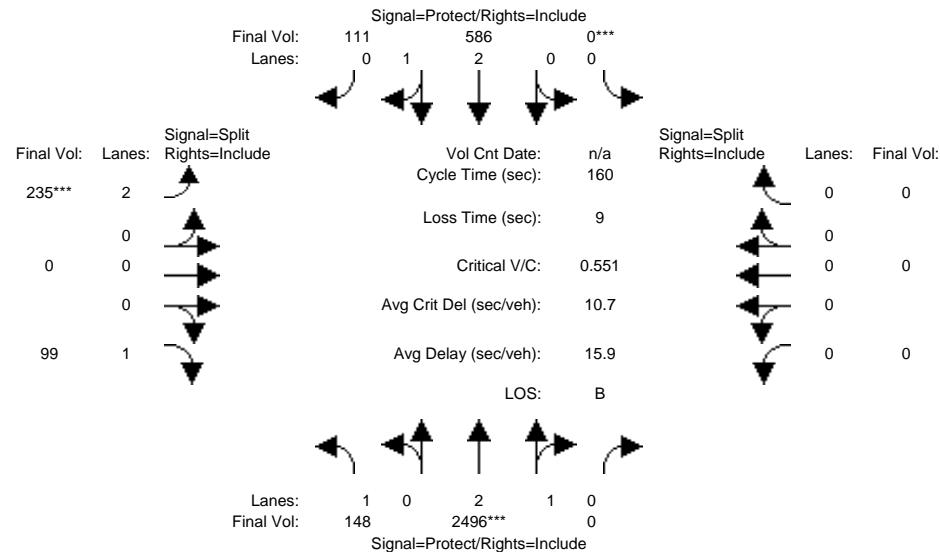 Signal=Protect/Rights=Include
Final Vol: 111 586 0***
Lanes: 0 1 2 0 0
Signal=Split Signal=Split
Final Vol: Lanes: Rights=Include Vol Cnt Date: n/a Rights=Include Lanes: Final Vol:
Cycle Time (sec): 160
235*** 2 0 0
Loss Time (sec): 9
0 0
0 0 Critical V/C: 0.551 0 0
0 Avg Crit Del (sec/veh): 10.7 0
99 1 Avg Delay (sec/veh): 15.9 0 0
LOS: B
Lanes: 1 0 2 1 0
Final Vol: 148 2496*** 0
Signal=Protect/Rights=Include